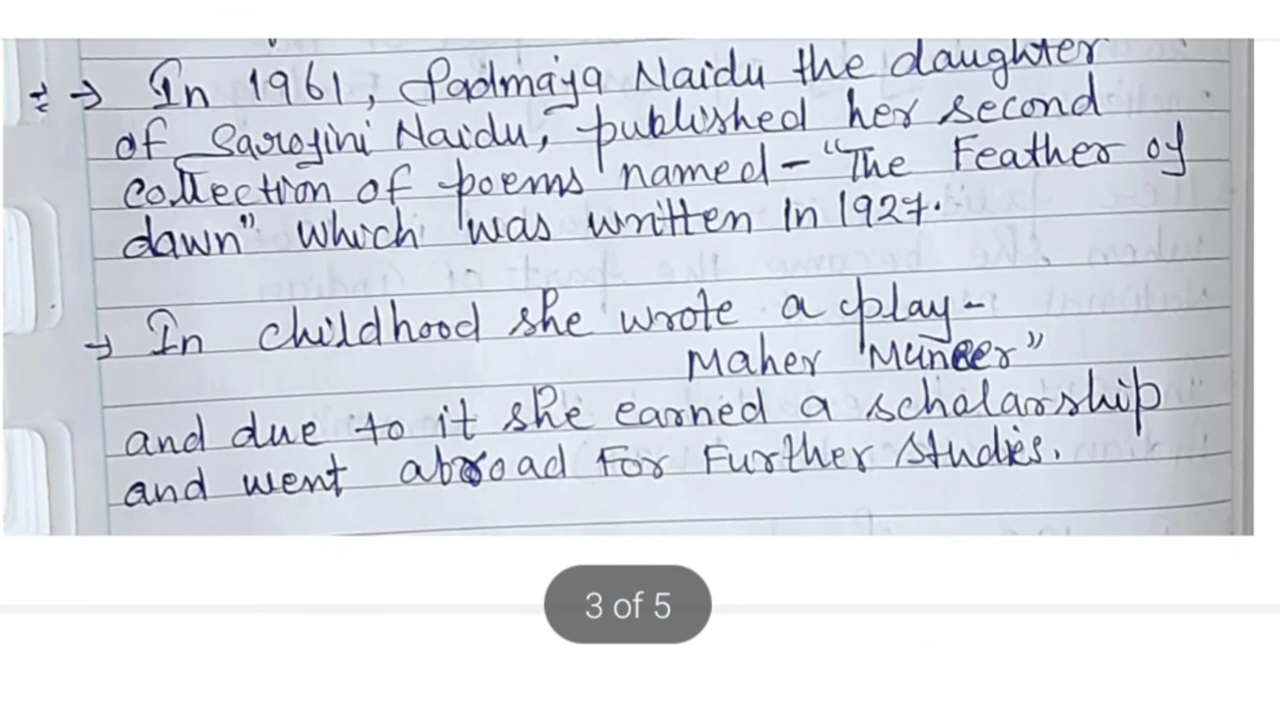 → In 1961, Padmaja Naidu the daughter
of Sarojini Naidu, published her second
collection of poems named - "The Feather of
dawn" which was written in 1927.
→ In childhood she wrote a play -
Maher Muneer"
and due to it she earned a scholarship
and went abroad For Further studies.
3 of 5